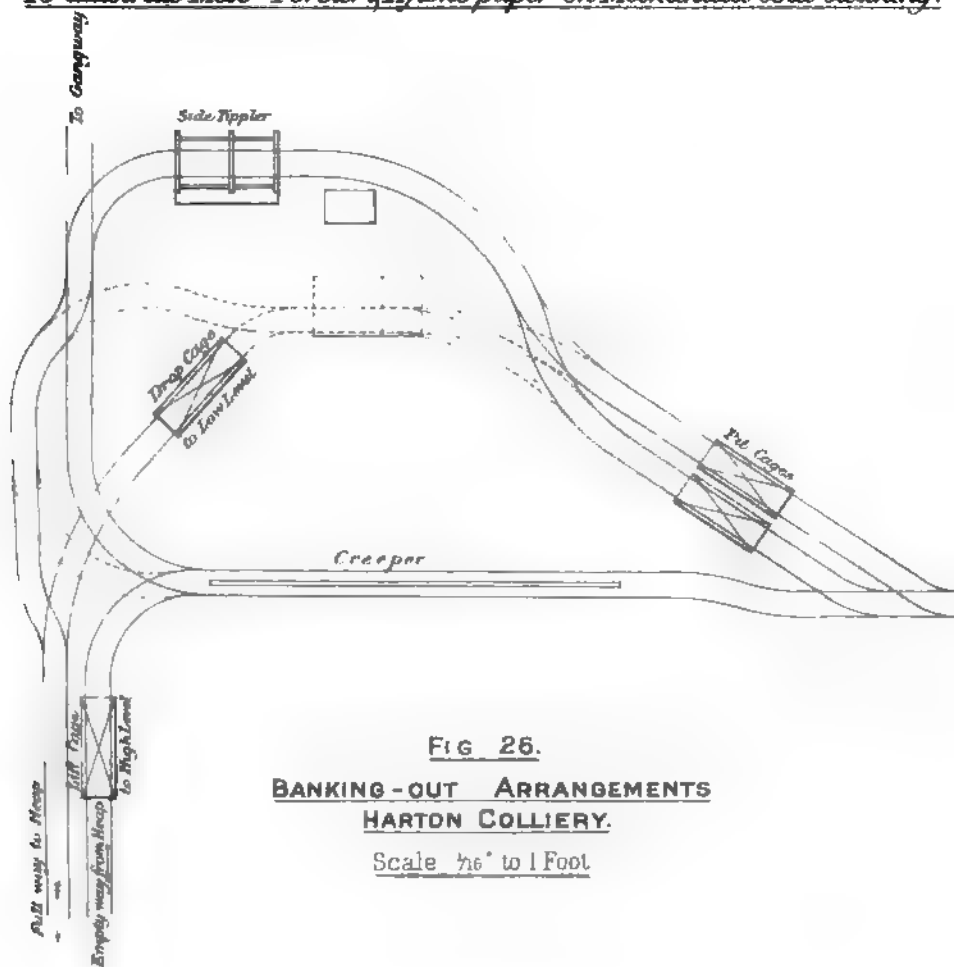 To Gangway
Side Tippler
Drop Cage
to Low Level
Pit Cages
Creeper
Lift Cage
to High Level
Full way to Heap
Empty way from Heap
FIG 26.
BANKING-OUT ARRANGEMENTS
HARTON COLLIERY.
Scale 1/16" to 1 Foot